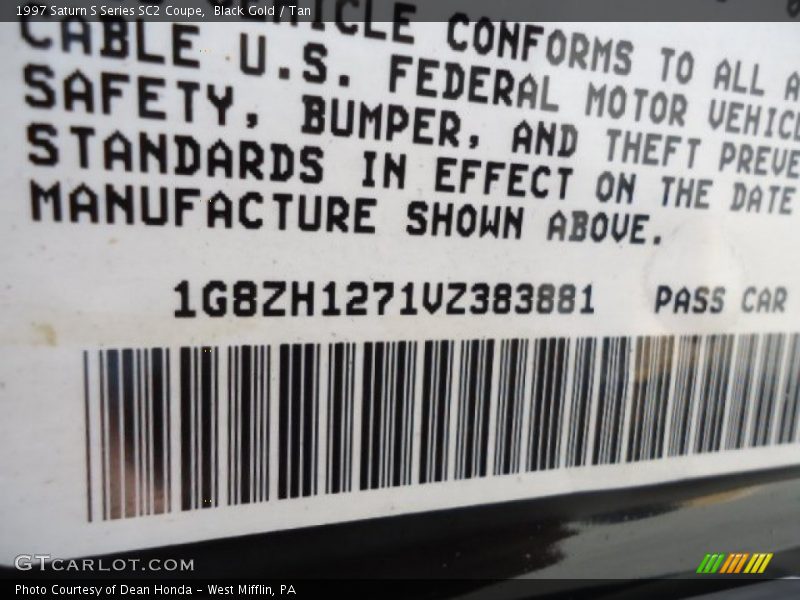 1997 Saturn S Series SC2 Coupe, Black Gold / Tan
CONFORMS TO ALL
CABLE U.S. FEDERAL MOTOR
SAFETY, BUMPER, AND THEFT
STANDARDS IN EFFECT ON THE DATE
MANUFACTURE SHOWN ABOVE.
1G8ZH1271VZ383881 PASS CAR
GTCARLOT.COM
Photo Courtesy of Dean Honda - West Mifflin, PA